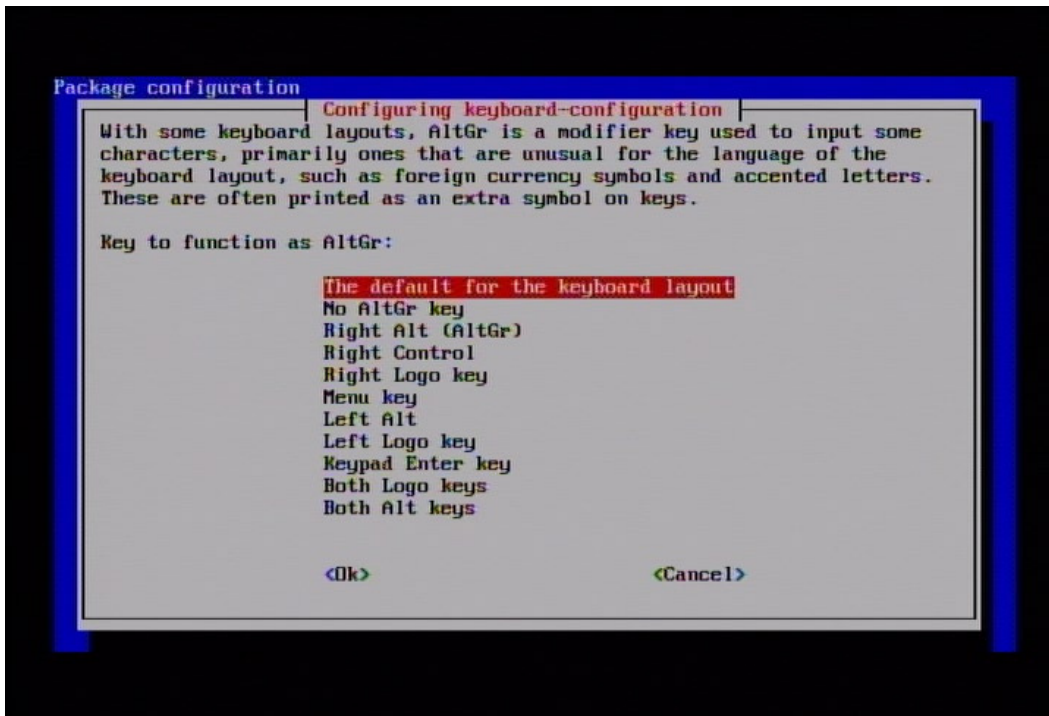 Package configuration
Configuring keyboard-configuration
With some keyboard layouts, AltGr is a modifier key used to input some
characters, primarily ones that are unusual for the language of the
keyboard layout, such as foreign currency symbols and accented letters.
These are often printed as an extra symbol on keys.
Key to function as AltGr:
The default for the keyboard layout
No AltGr key
Right Alt (AltGr)
Right Control
Right Logo key
Menu key
Left Alt
Left Logo key
Keypad Enter key
Both Logo keys
Both Alt keys
<Ok> <Cancel>